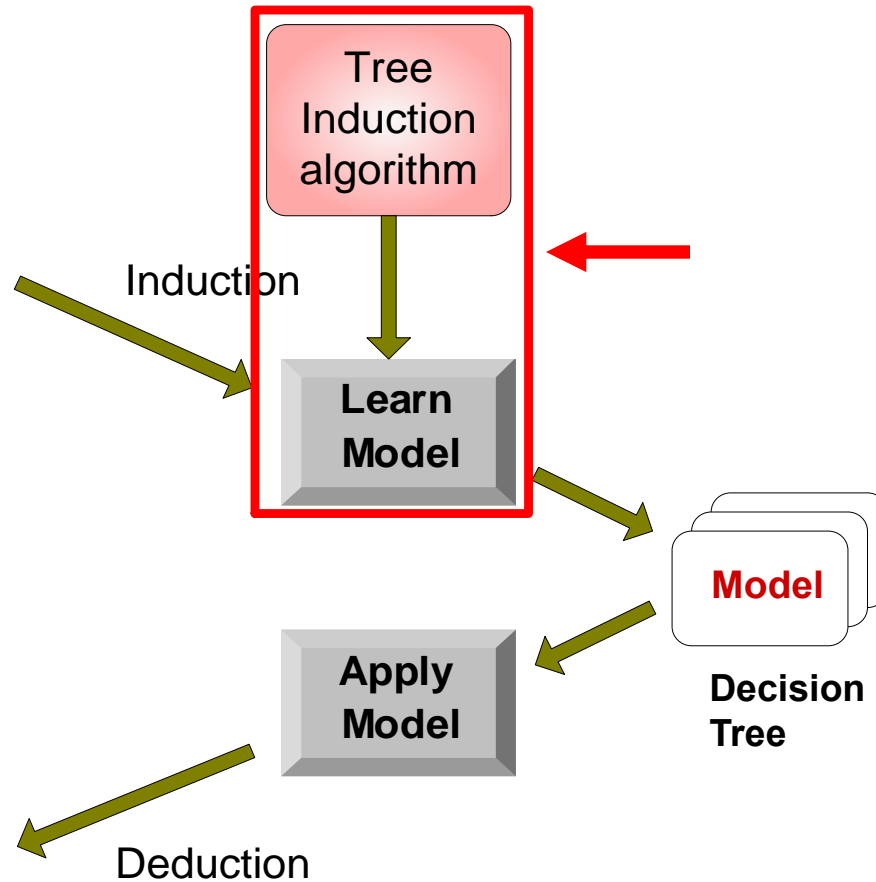 Tree
Induction
algorithm
Induction
Learn
Model
Model
Decision
Tree
Apply
Model
Deduction